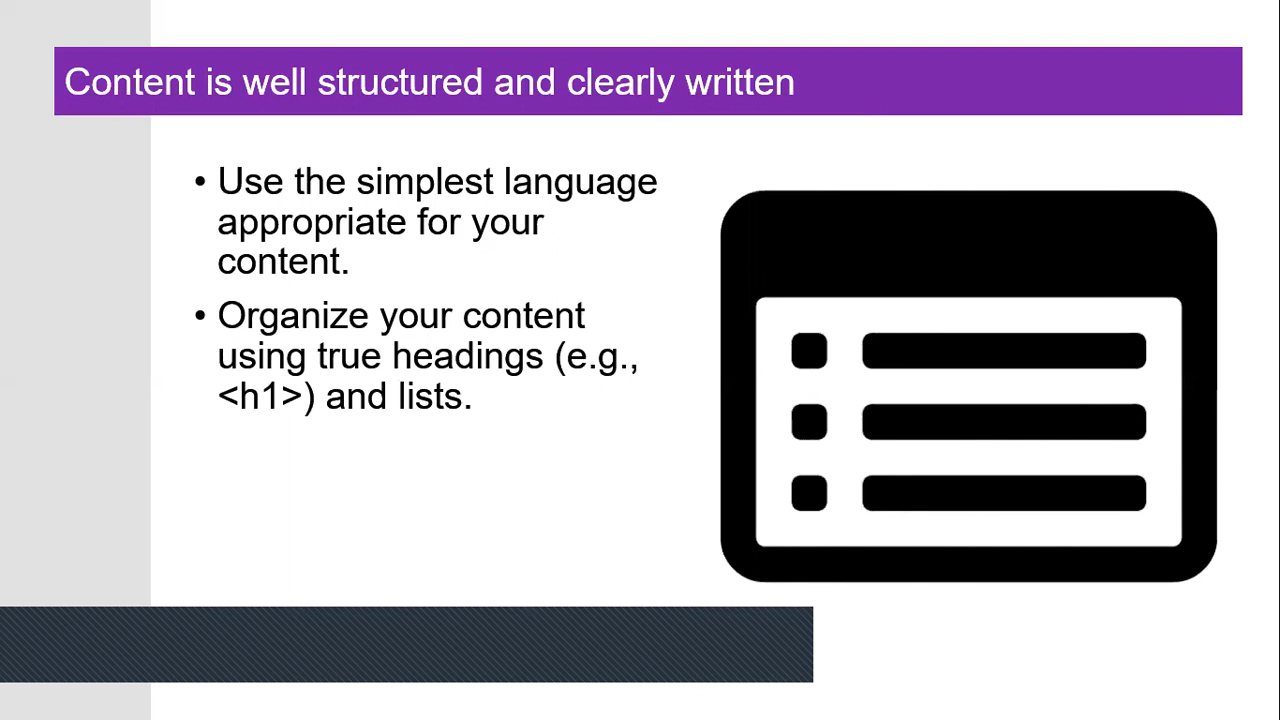 Content is well structured and clearly written
• Use the simplest language
appropriate for your
content.
• Organize your content
using true headings (e.g.,
<h1>) and lists.